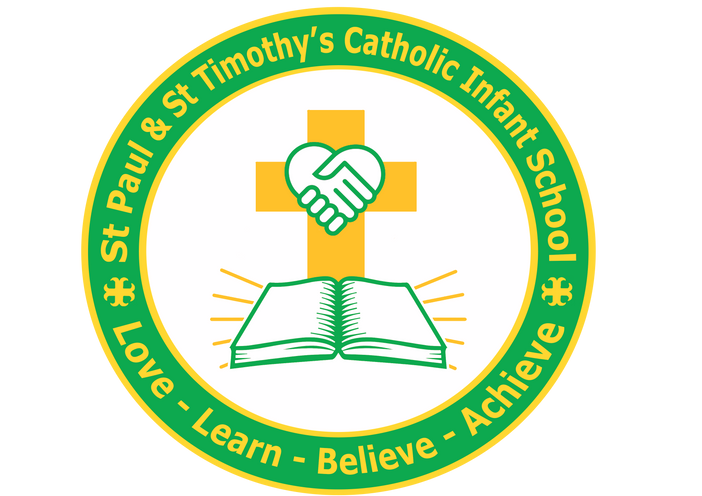 St Paul & St Timothy's Catholic Infant School
Love - Learn - Believe - Achieve